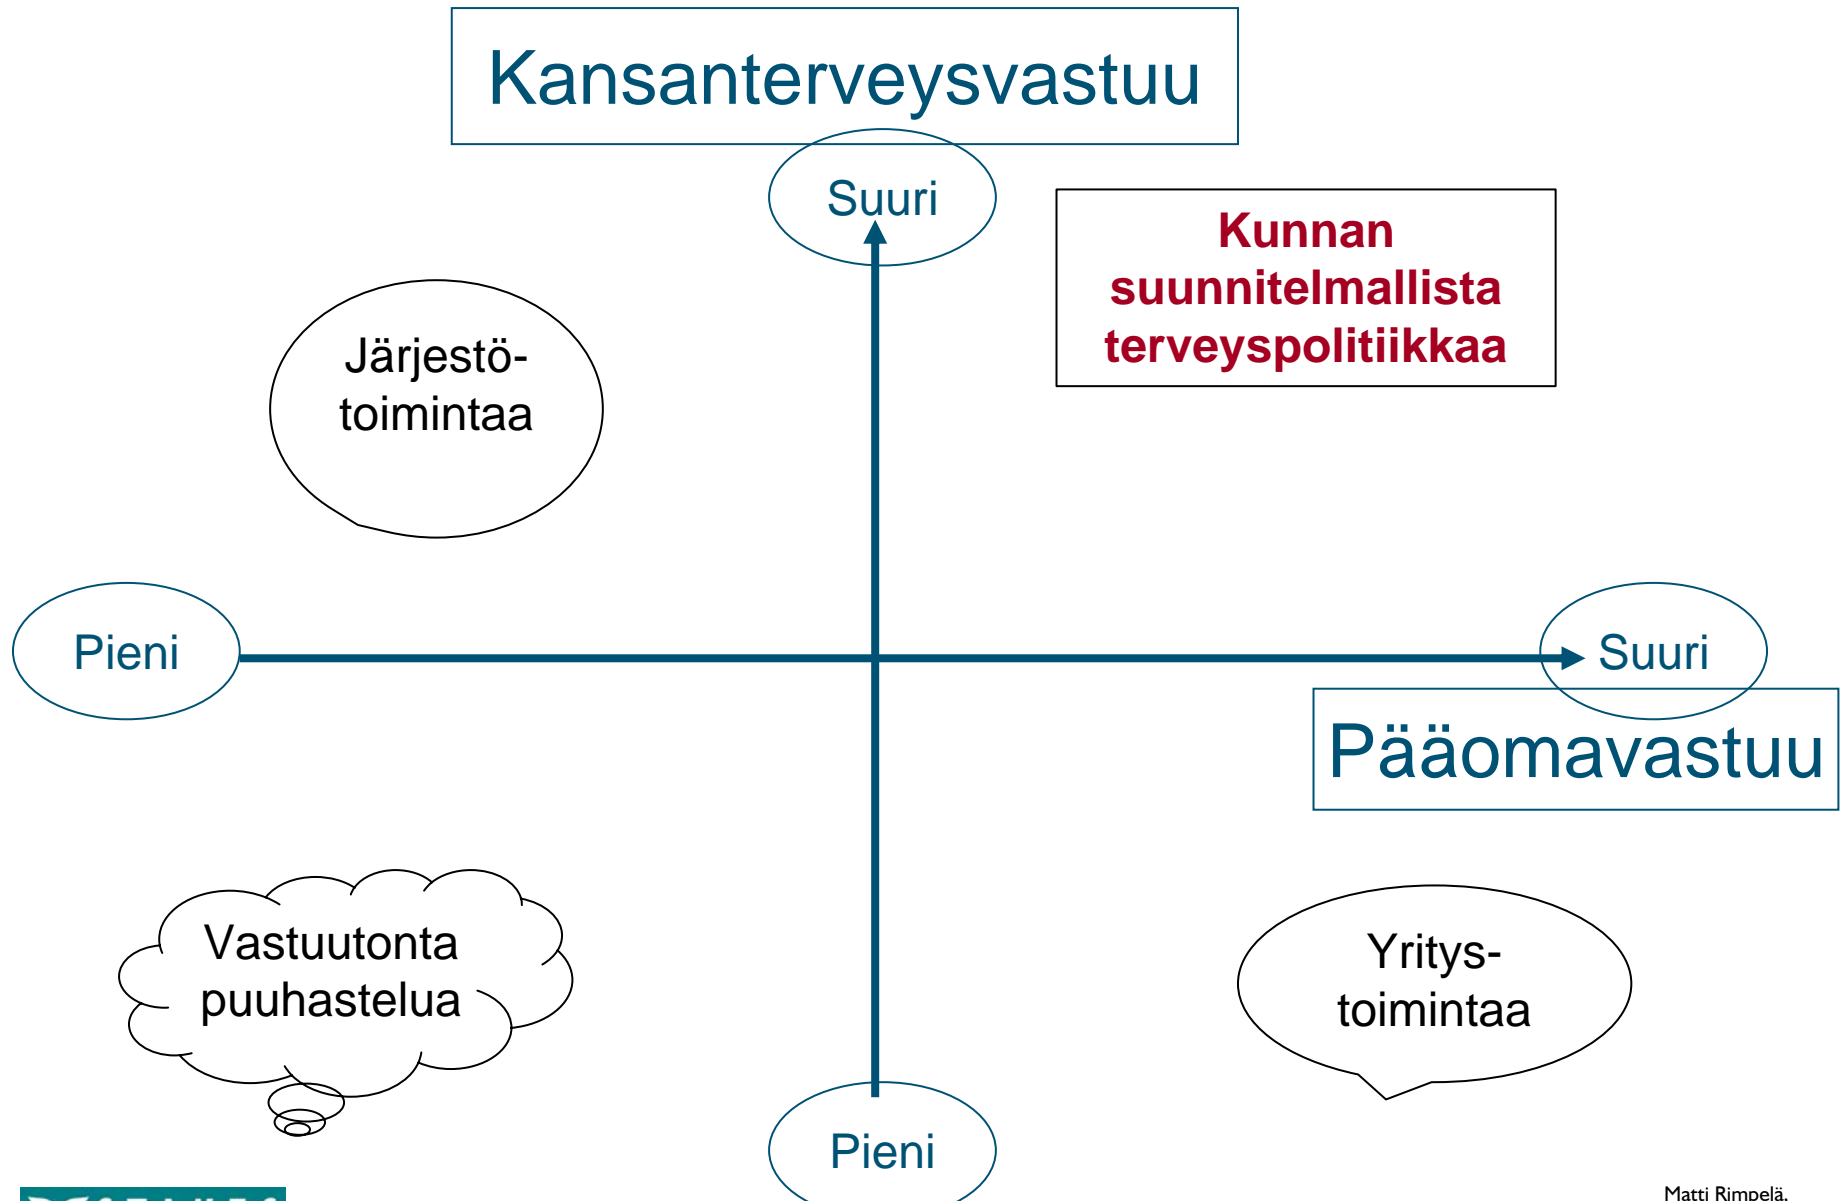 Kansanterveysvastuu
Suuri
Kunnan
suunnitelmallista
terveyspolitiikkaa
Järjestö-
toimintaa
Pieni
Suuri
Pääomavastuu
Vastuutonta
puuhastelua
Yritys-
toimintaa
Pieni
Matti Rimpelä,